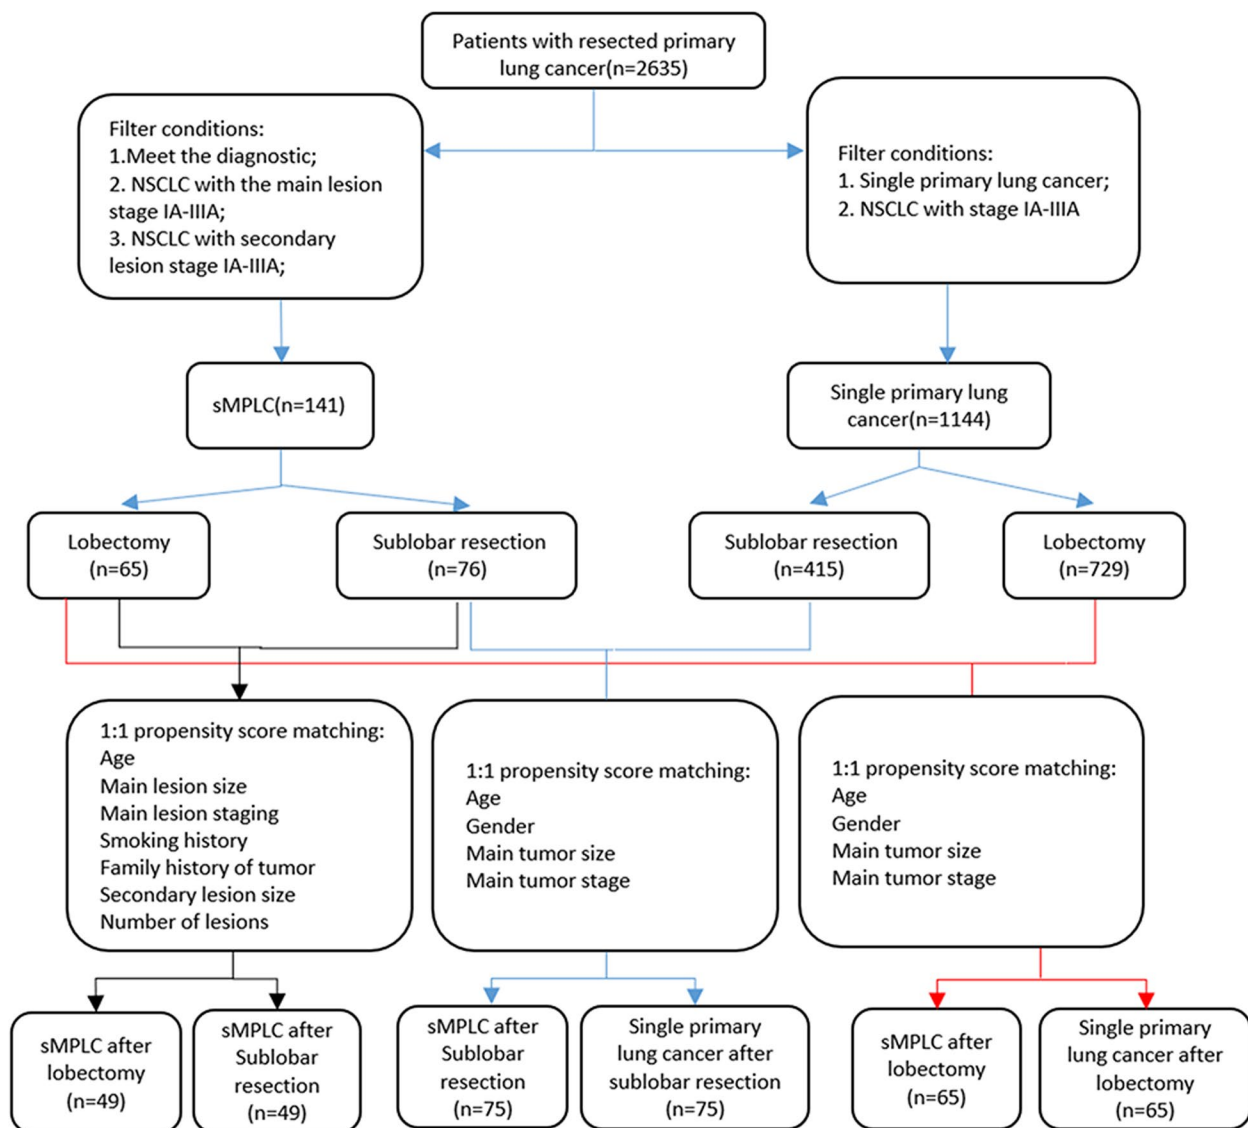 Patients with resected primary
lung cancer(n=2635)
Filter conditions:
1.Meet the diagnostic;
2. NSCLC with the main lesion
stage IA-IIIA;
3. NSCLC with secondary
lesion stage IA-IIIA;
Filter conditions:
1. Single primary lung cancer;
2. NSCLC with stage IA-IIIA
sMPLC(n=141)
Single primary lung
cancer(n=1144)
Lobectomy
(n=65)
Sublobar resection
(n=76)
Sublobar resection
(n=415)
Lobectomy
(n=729)
1:1 propensity score matching:
Age
Main lesion size
Main lesion staging
Smoking history
Family history of tumor
Secondary lesion size
Number of lesions
1:1 propensity score matching:
Age
Gender
Main tumor size
Main tumor stage
1:1 propensity score matching:
Age
Gender
Main tumor size
Main tumor stage
sMPLC after
lobectomy
(n=49)
sMPLC after
Sublobar
resection
(n=49)
sMPLC after
Sublobar
resection
(n=75)
Single primary
lung cancer after
sublobar resection
(n=75)
sMPLC after
lobectomy
(n=65)
Single primary
lung cancer after
lobectomy
(n=65)